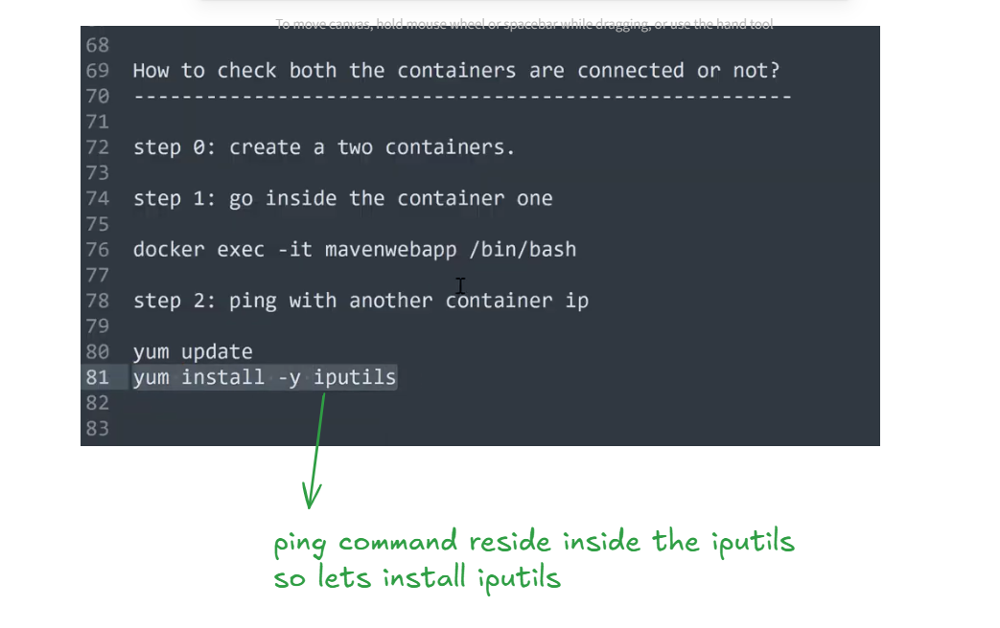 To move canvas, hold mouse wheel or spacebar while dragging, or use the hand tool
68
69 How to check both the containers are connected or not?
70 -------------------------------------------------------
71
72 step 0: create a two containers.
73
74 step 1: go inside the container one
75
76 docker exec -it mavenwebapp /bin/bash
77
78 step 2: ping with another container ip
79
80 yum update
81 yum install -y iputils
82
83
ping command reside inside the iputils
so lets install iputils